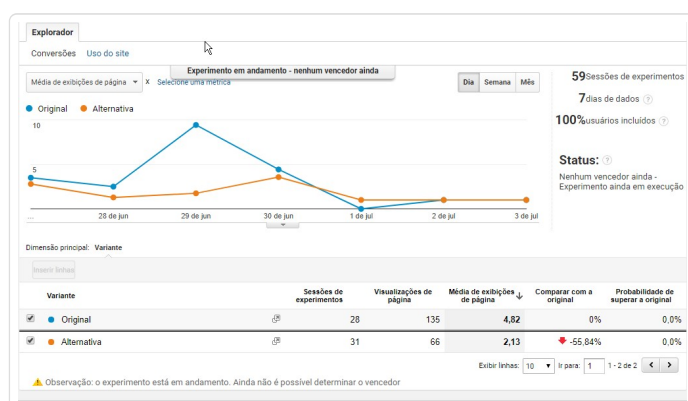 Explorador
Conversões Uso do site
Experimento em andamento - nenhum vencedor ainda
Média de exibições de página x Selecione uma métrica
Dia Semana Mês
59 Sessões de experimentos
7 dias de dados
100% usuários incluídos
Status:
Nenhum vencedor ainda -
Experimento ainda em execução
Original Alternativa
10
5
... 28 de jun 29 de jun 30 de jun 1 de jul 2 de jul 3 de jul
Dimensão principal: Variante
Inserir linhas
Variante Sessões de experimentos Visualizações de página Média de exibições de página Comparar com a original Probabilidade de superar a original
Original 28 135 4,82 0% 0,0%
Alternativa 31 66 2,13 -55,84% 0,0%
Exibir linhas: 10 Ir para: 1 1 - 2 de 2
Observação: o experimento está em andamento. Ainda não é possível determinar o vencedor